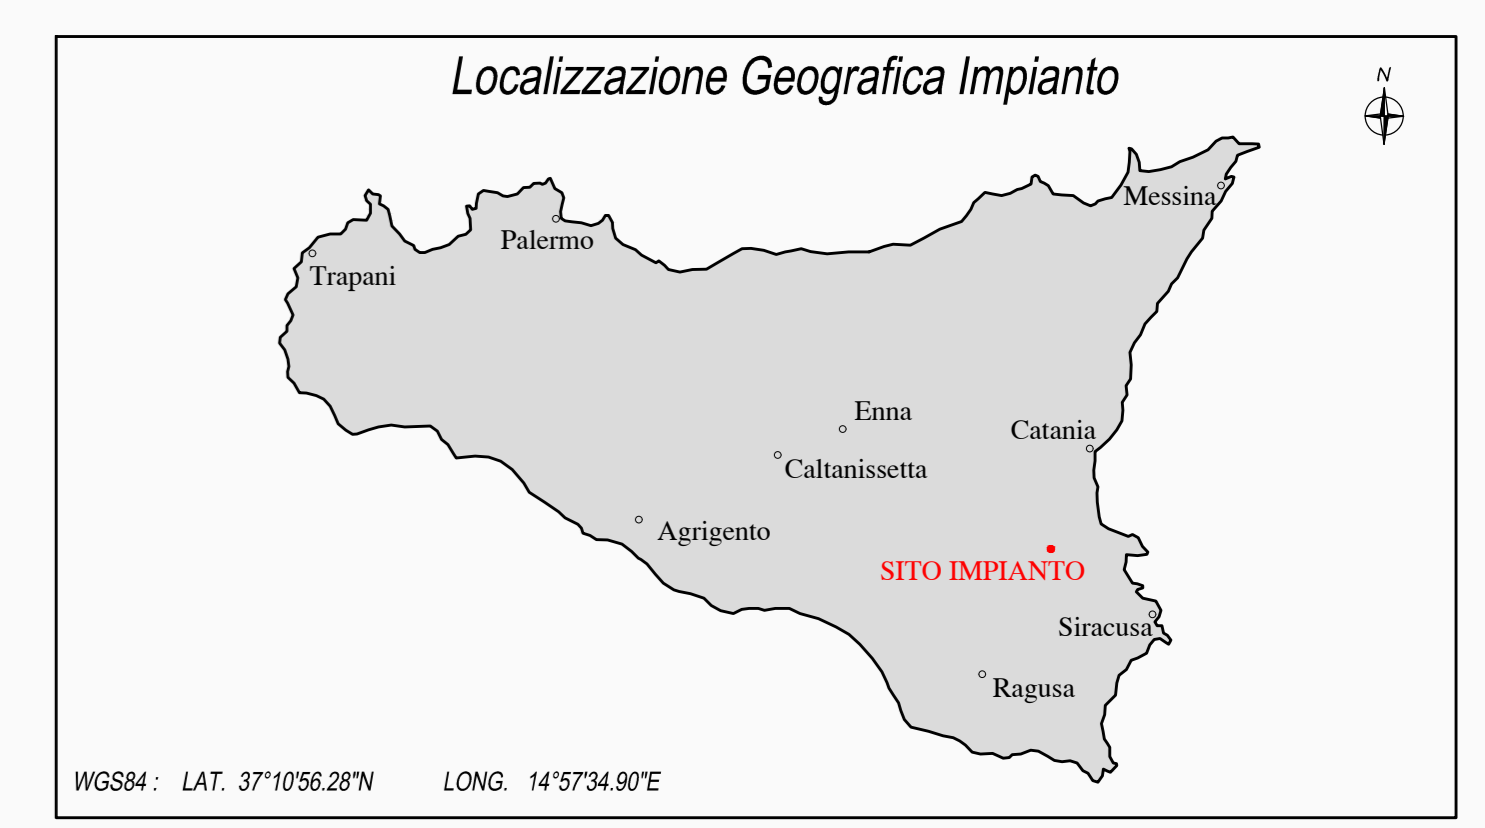 Localizzazione Geografica Impianto
N
Messina
Palermo
Trapani
Enna
Catania
Caltanissetta
Agrigento
SITO IMPIANTO
Siracusa
Ragusa
WGS84 : LAT. 37°10'56.28"N LONG. 14°57'34.90"E